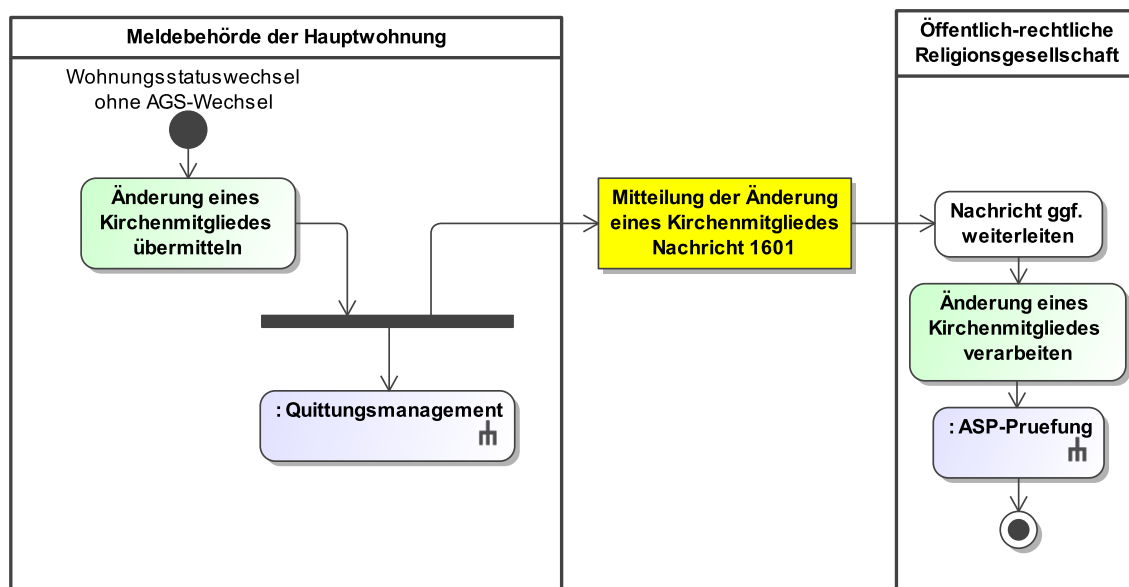 Meldebehörde der Hauptwohnung
Wohnungsstatuswechsel
ohne AGS-Wechsel
Änderung eines
Kirchenmitgliedes
übermitteln
: Quittungsmanagement
Mitteilung der Änderung
eines Kirchenmitgliedes
Nachricht 1601
Öffentlich-rechtliche
Religionsgesellschaft
Nachricht ggf.
weiterleiten
Änderung eines
Kirchenmitgliedes
verarbeiten
: ASP-Pruefung